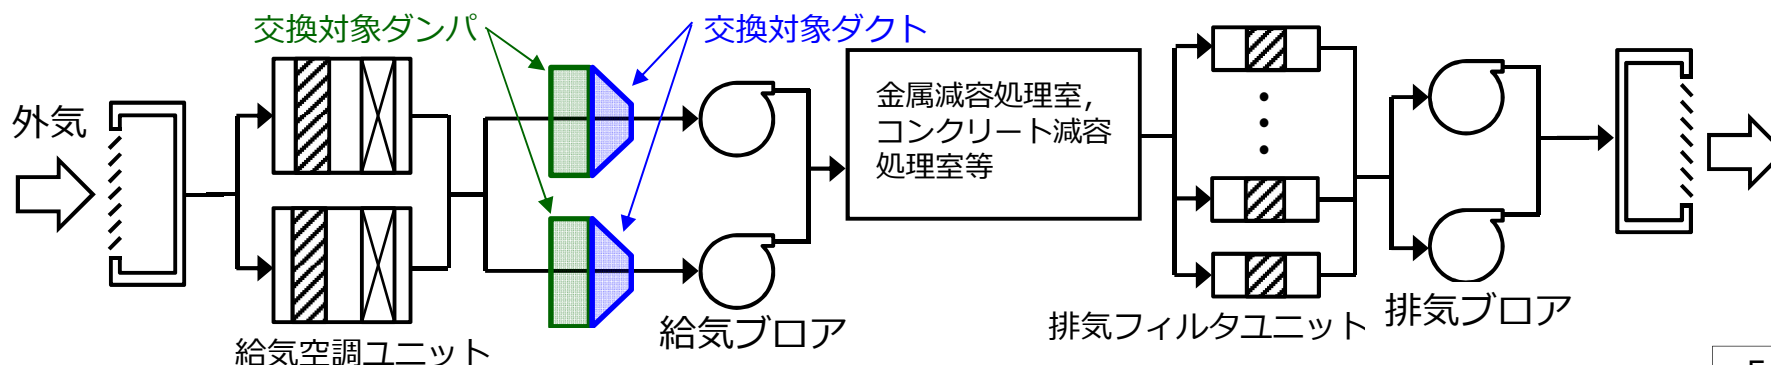 交換対象ダンパ
交換対象ダクト
外気
金属減容処理室，
コンクリート減容
処理室等
給気空調ユニット
給気ブロア
排気フィルタユニット
排気ブロア
5